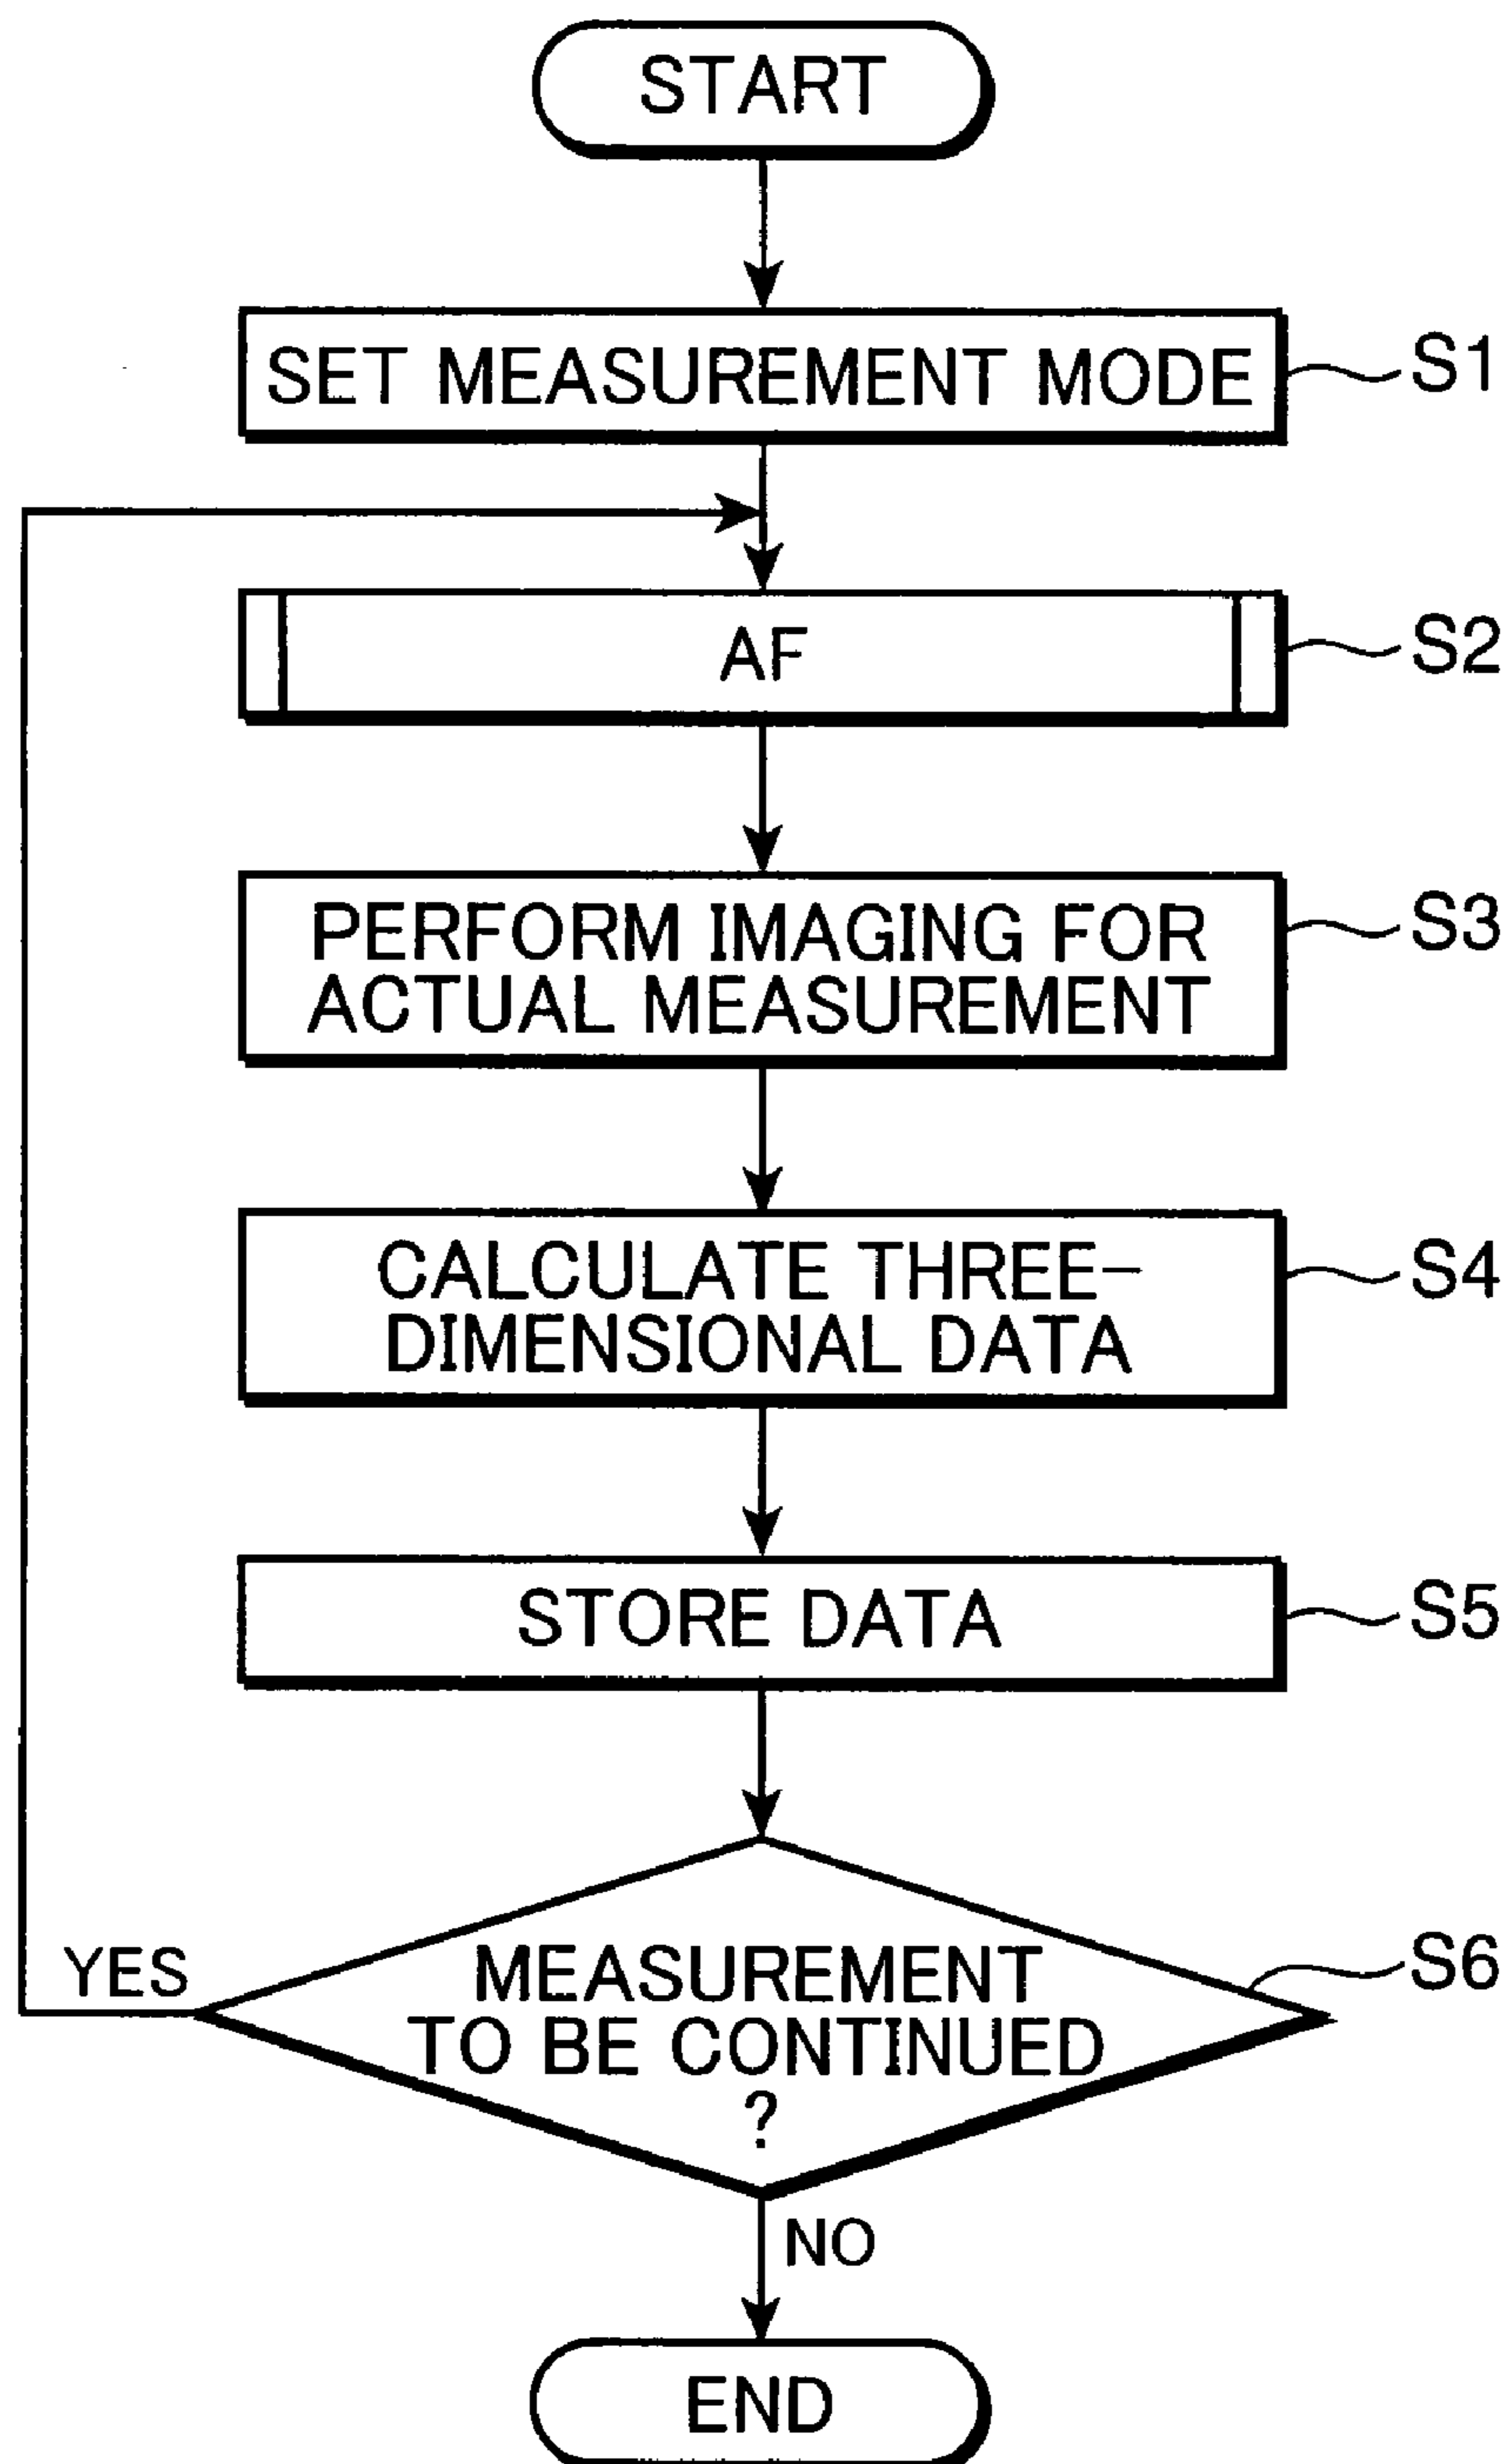 START
SET MEASUREMENT MODE
S1
AF
S2
PERFORM IMAGING FOR
ACTUAL MEASUREMENT
S3
CALCULATE THREE-
DIMENSIONAL DATA
S4
STORE DATA
S5
MEASUREMENT
TO BE CONTINUED
?
S6
YES
NO
END